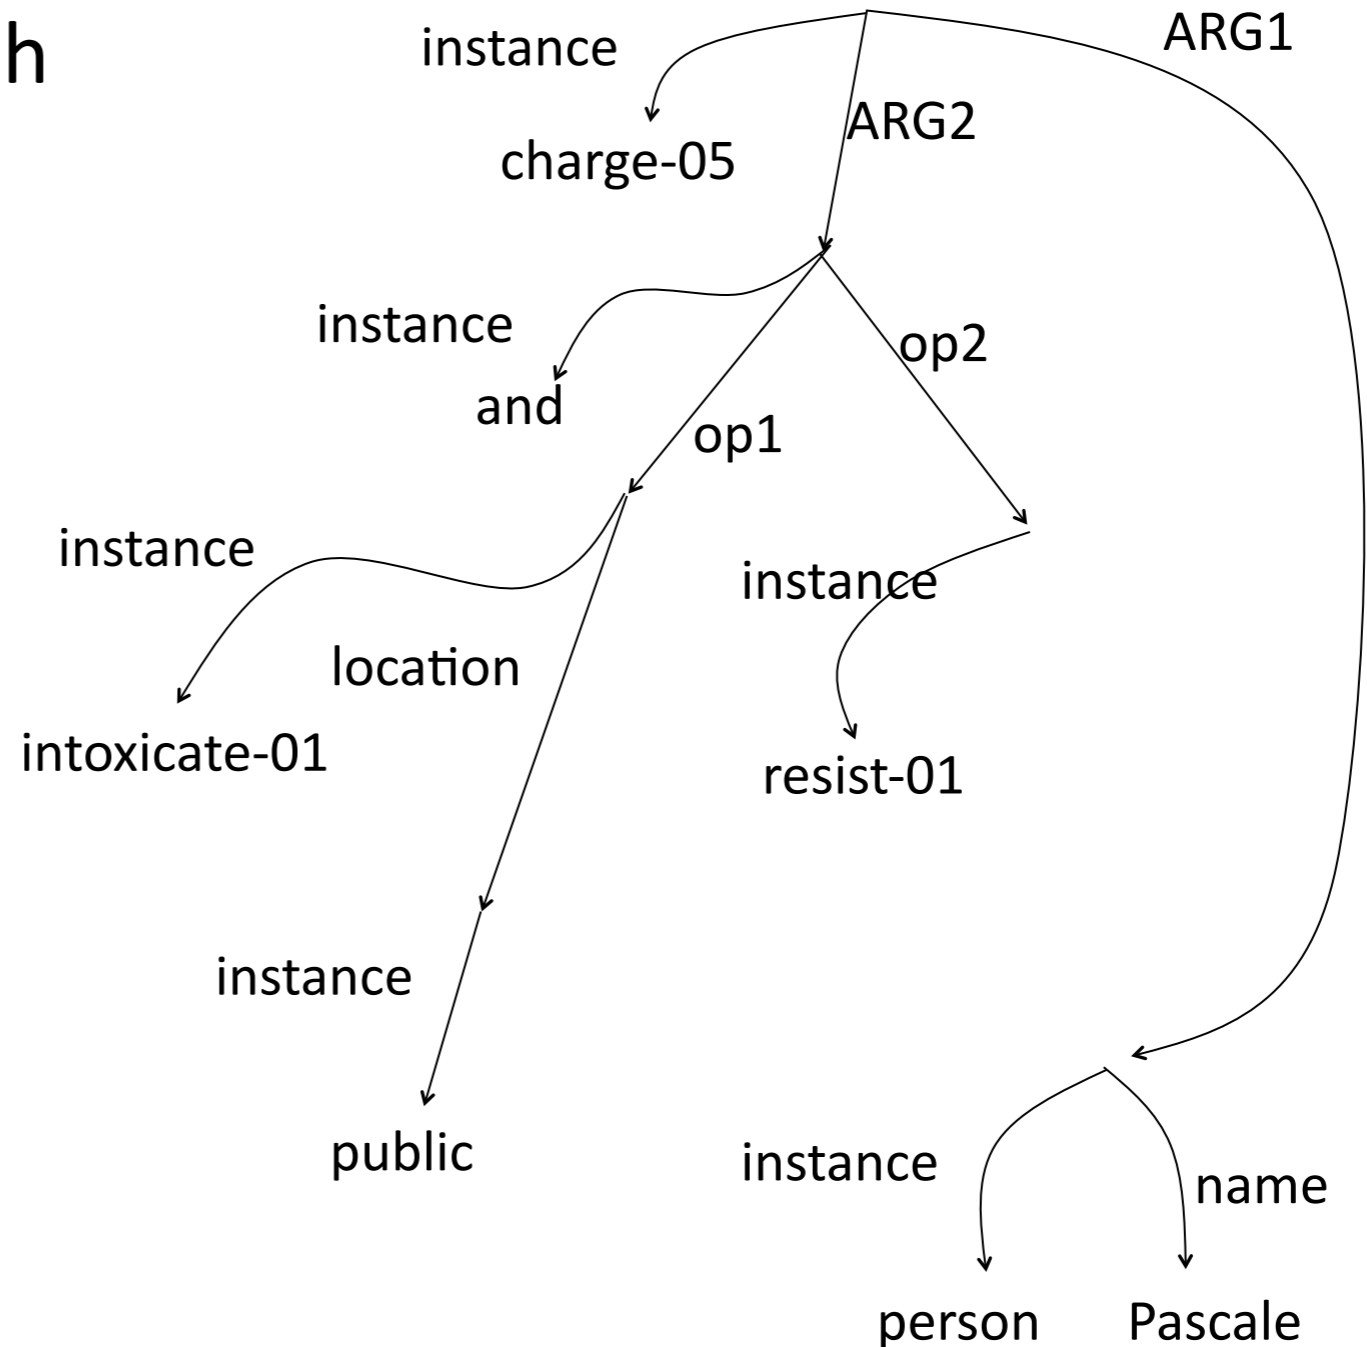 h
instance
ARG1
ARG2
charge-05
instance
op2
and
op1
instance
instance
location
intoxicate-01
resist-01
instance
public
instance
name
person
Pascale